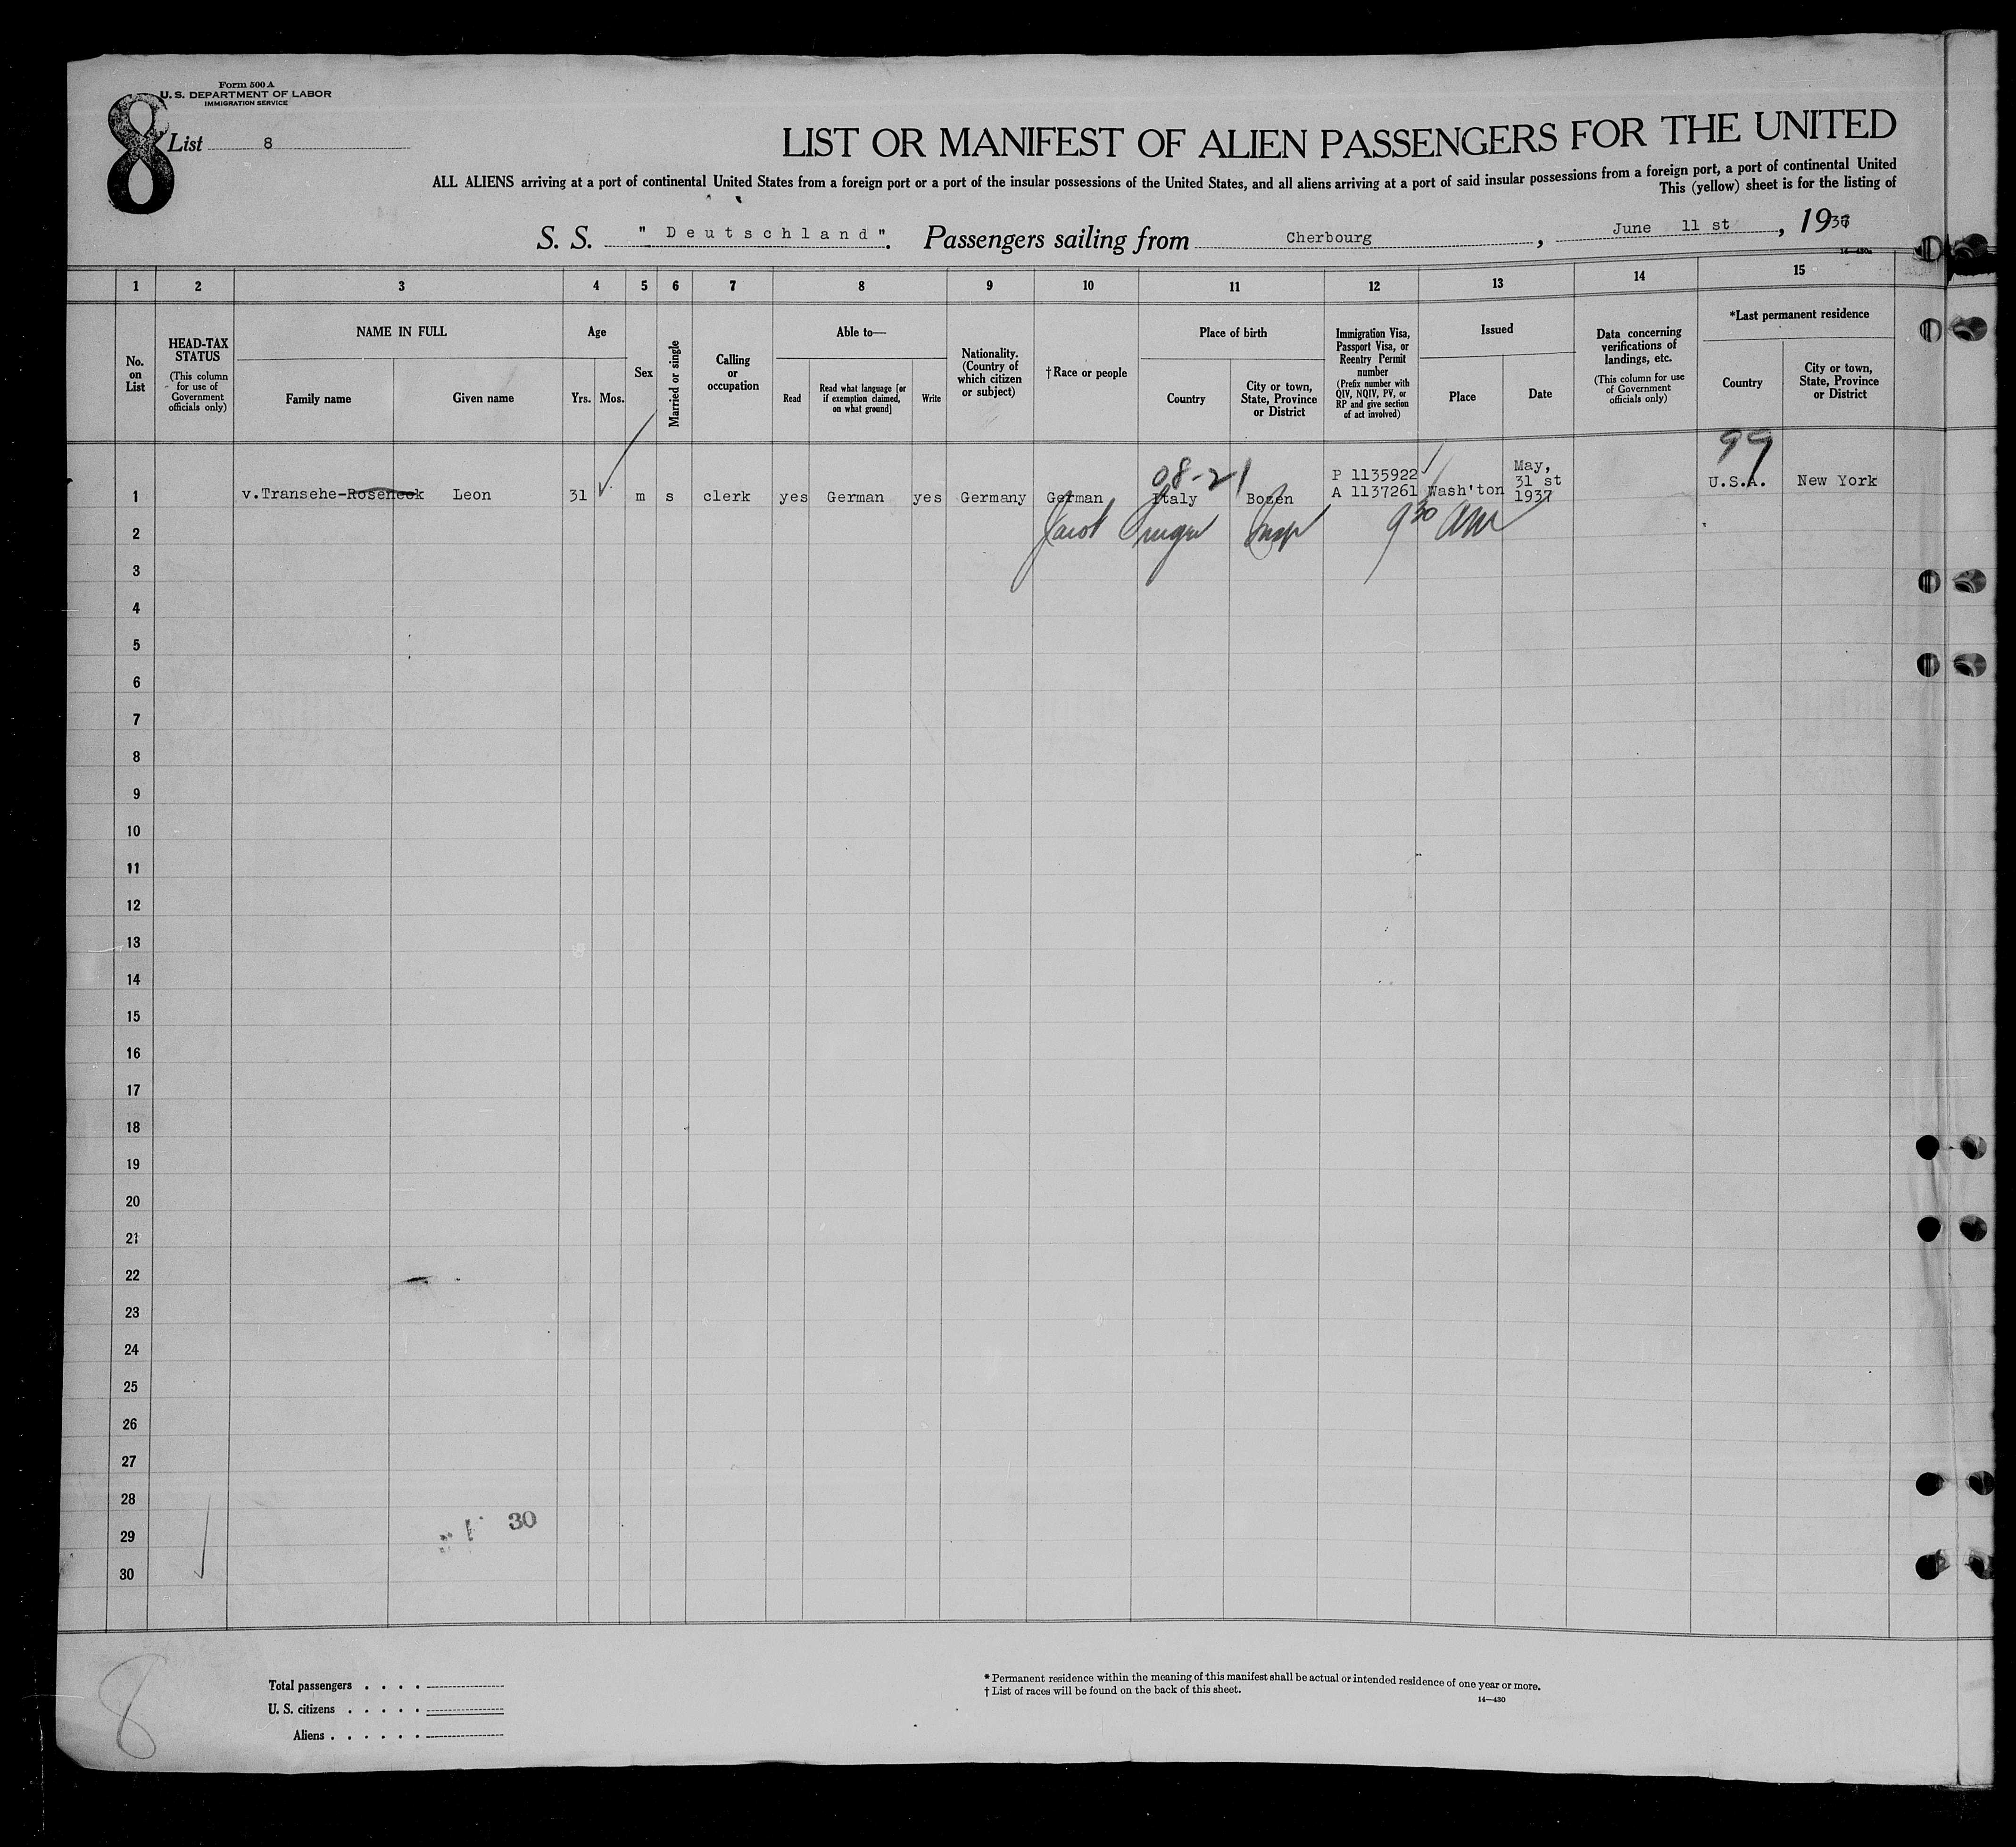 Form 500 A
U. S. DEPARTMENT OF LABOR
IMMIGRATION SERVICE
8
List 8
LIST OR MANIFEST OF ALIEN PASSENGERS FOR THE UNITED
ALL ALIENS arriving at a port of continental United States from a foreign port or a port of the insular possessions of the United States, and all aliens arriving at a port of said insular possessions from a foreign port, a port of continental United
This (yellow) sheet is for the listing of
S. S. " Deutschland". Passengers sailing from Cherbourg, June 11 st, 1937
14—430a
1 2 3 4 5 6 7 8 9 10 11 12 13 14 15
No. on List
HEAD-TAX STATUS
(This column for use of Government officials only)
NAME IN FULL
Family name
Given name
Age
Yrs. Mos.
Sex
Married or single
Calling or occupation
Able to—
Read
Read what language [or if exemption claimed, on what ground]
Write
Nationality. (Country of which citizen or subject)
†Race or people
Place of birth
Country
City or town, State, Province or District
Immigration Visa, Passport Visa, or Reentry Permit number
(Prefix number with QIV, NQIV, PV, or RP and give section of act involved)
Issued
Place
Date
Data concerning verifications of landings, etc.
(This column for use of Government officials only)
*Last permanent residence
Country
City or town, State, Province or District
99
08-21
1 v.Transehe-Roseneck Leon 31 m s clerk yes German yes Germany German Italy Bozen P 1135922 A 1137261 Wash'ton May, 31 st 1937 U.S.A. New York
2 Jacob Insp 9 30 AM
3
4
5
6
7
8
9
10
11
12
13
14
15
16
17
18
19
20
21
22
23
24
25
26
27
28
29
30
30
8
Total passengers . . . .
U. S. citizens . . . . .
Aliens . . . . . .
* Permanent residence within the meaning of this manifest shall be actual or intended residence of one year or more.
† List of races will be found on the back of this sheet.
14—430